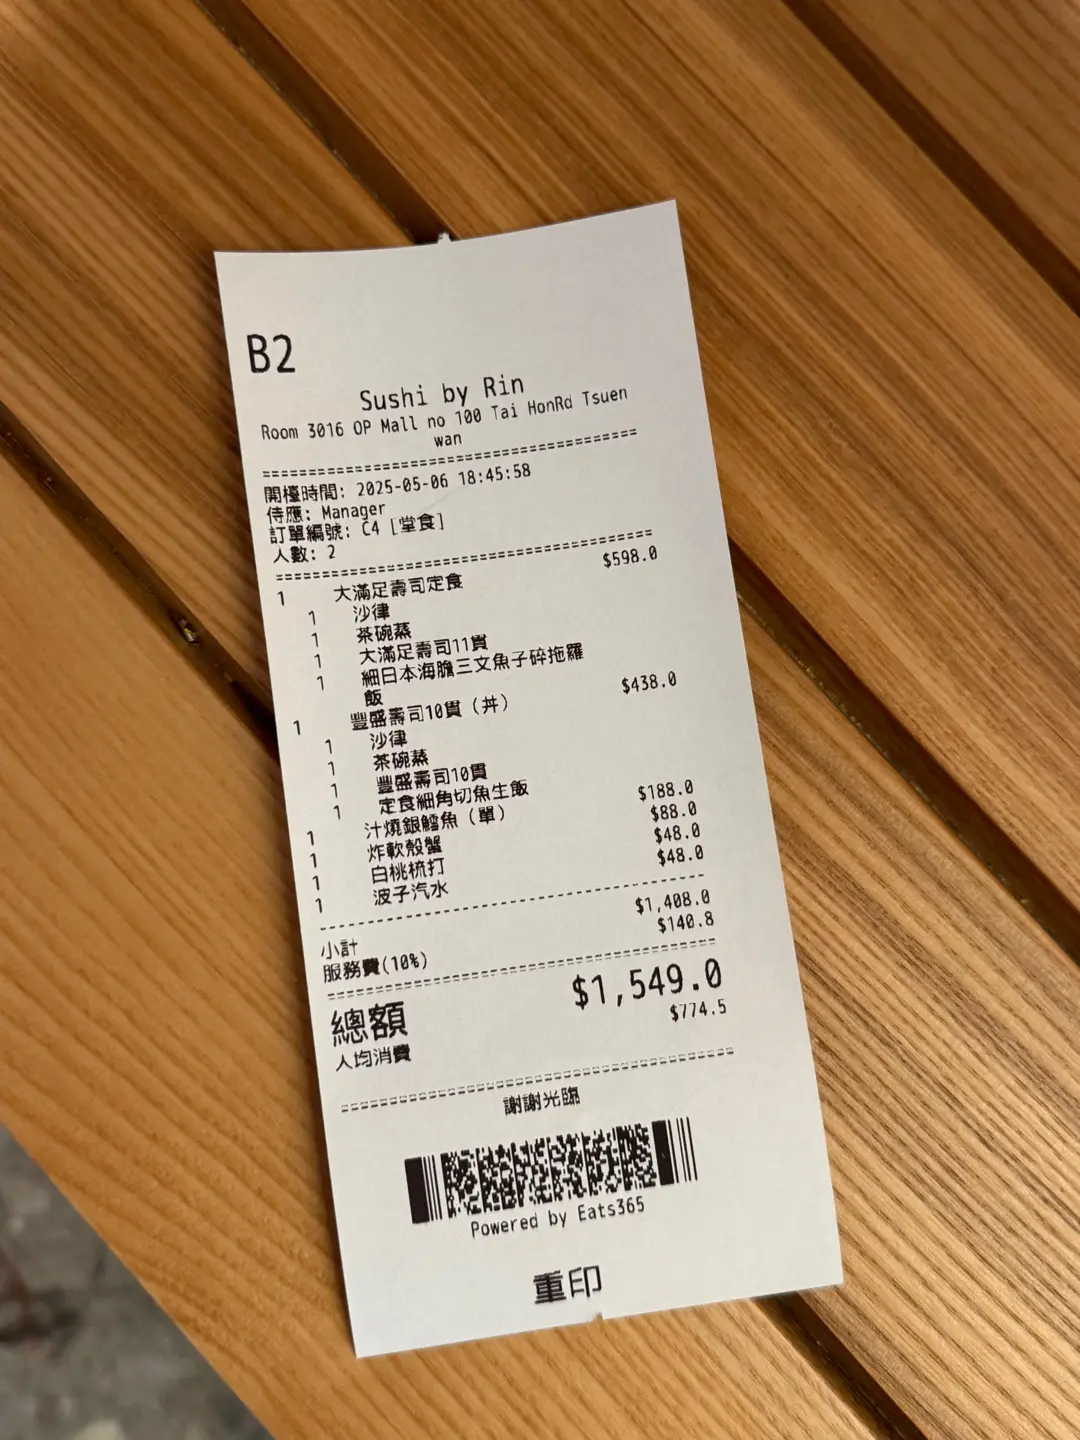 B2
Sushi by Rin
Room 3016 OP Mall no 100 Tai HonRd Tsuen
wan
開檯時間: 2025-05-06 18:45:58
侍應: Manager
訂單編號: C4 [堂食]
人數: 2
1 大滿足壽司定食 $598.0
1 沙律
1 茶碗蒸
1 大滿足壽司11貫
1 細日本海膽三文魚子碎拖羅
飯
1 豐盛壽司10貫（丼） $438.0
1 沙律
1 茶碗蒸
1 豐盛壽司10貫
1 定食細角切魚生飯
1 汁燒銀鱈魚（單） $188.0
1 炸軟殼蟹 $88.0
1 白桃梳打 $48.0
1 波子汽水 $48.0
小計 $1,408.0
服務費(10%) $140.8
總額 $1,549.0
人均消費 $774.5
謝謝光臨
Powered by Eats365
重印